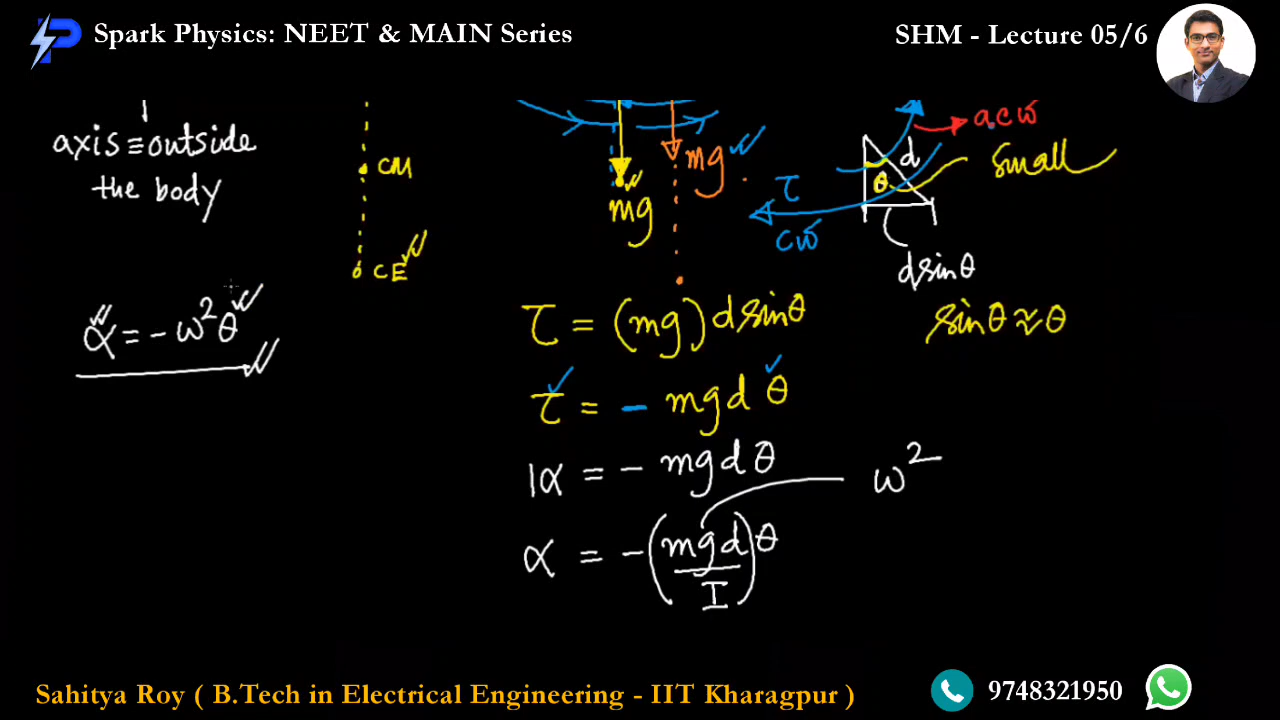 Spark Physics: NEET & MAIN Series
SHM - Lecture 05/6
axis ≡ outside
the body
CM
CE
α = - ω² θ
mg
mg
τ
cw
acw
d
θ
small
dsinθ
τ = (mg) dsinθ
sinθ ≈ θ
τ = - mgd θ
Iα = - mgd θ
ω²
α = - (mgd/I) θ
Sahitya Roy ( B.Tech in Electrical Engineering - IIT Kharagpur )
9748321950